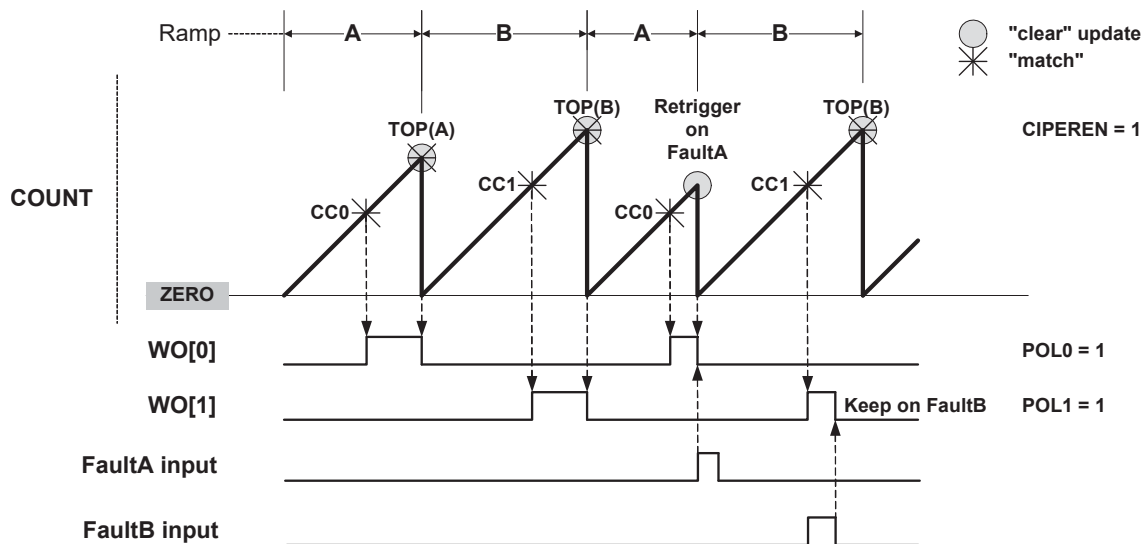 Ramp A B A B
"clear" update
"match"
TOP(A) TOP(B) Retrigger TOP(B)
on
FaultA
CIPEREN = 1
COUNT
CC0 CC1 CC0 CC1
ZERO
WO[0] POL0 = 1
WO[1] Keep on FaultB POL1 = 1
FaultA input
FaultB input